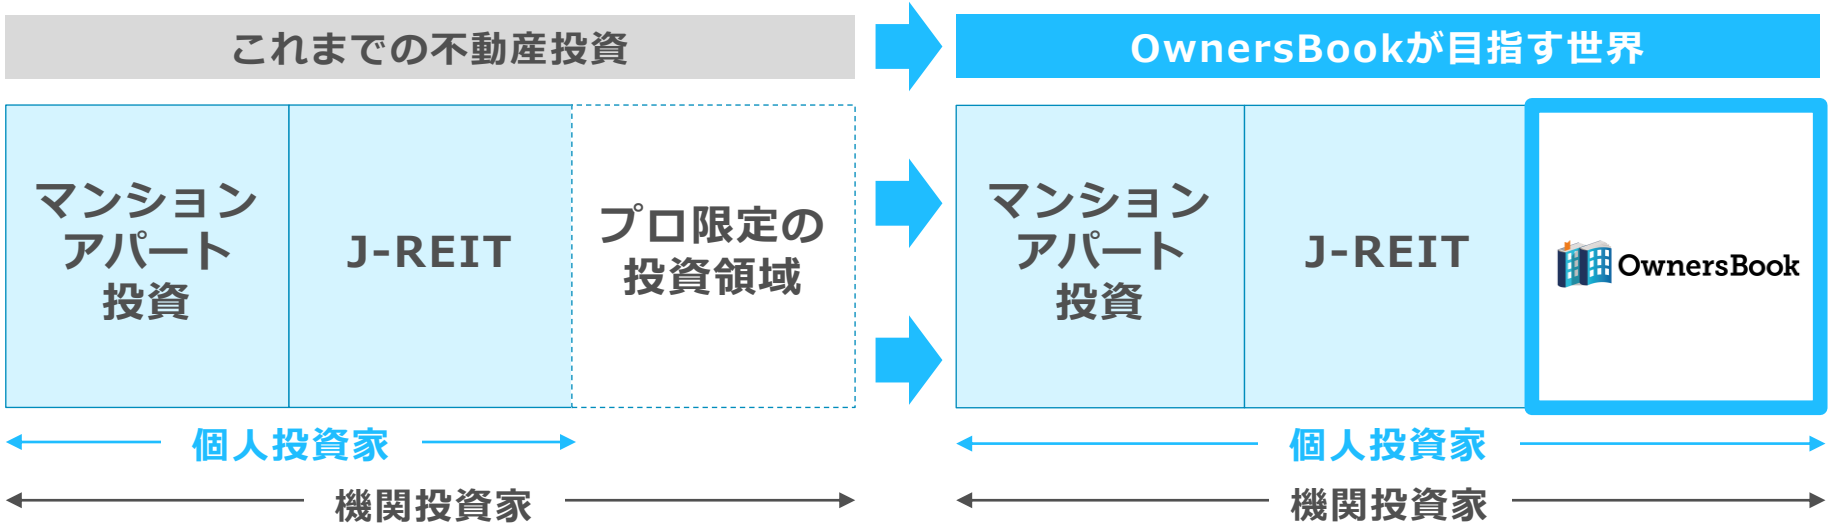 これまでの不動産投資
OwnersBookが目指す世界
マンション
アパート
投資
J-REIT
プロ限定の
投資領域
マンション
アパート
投資
J-REIT
OwnersBook
個人投資家
機関投資家
個人投資家
機関投資家